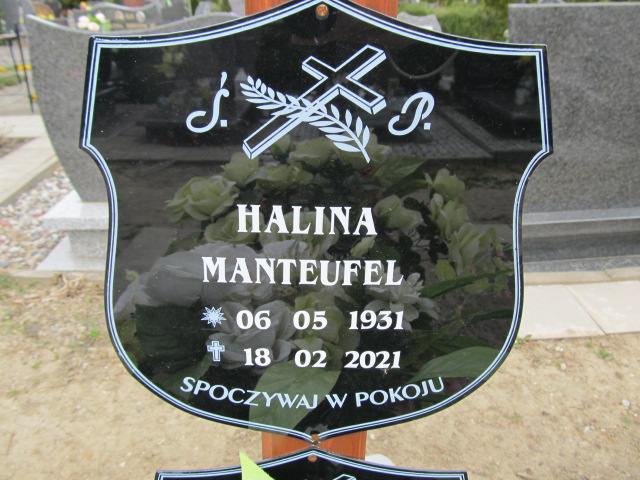 Ś. P.
HALINA
MANTEUFEL
06 05 1931
18 02 2021
SPOCZYWAJ W POKOJU